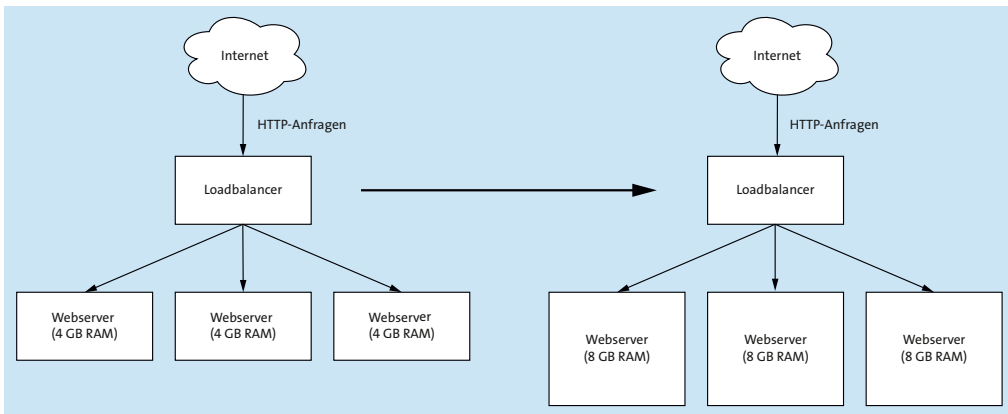 Internet
HTTP-Anfragen
Loadbalancer
Webserver
(4 GB RAM)
Webserver
(4 GB RAM)
Webserver
(4 GB RAM)
Internet
HTTP-Anfragen
Loadbalancer
Webserver
(8 GB RAM)
Webserver
(8 GB RAM)
Webserver
(8 GB RAM)